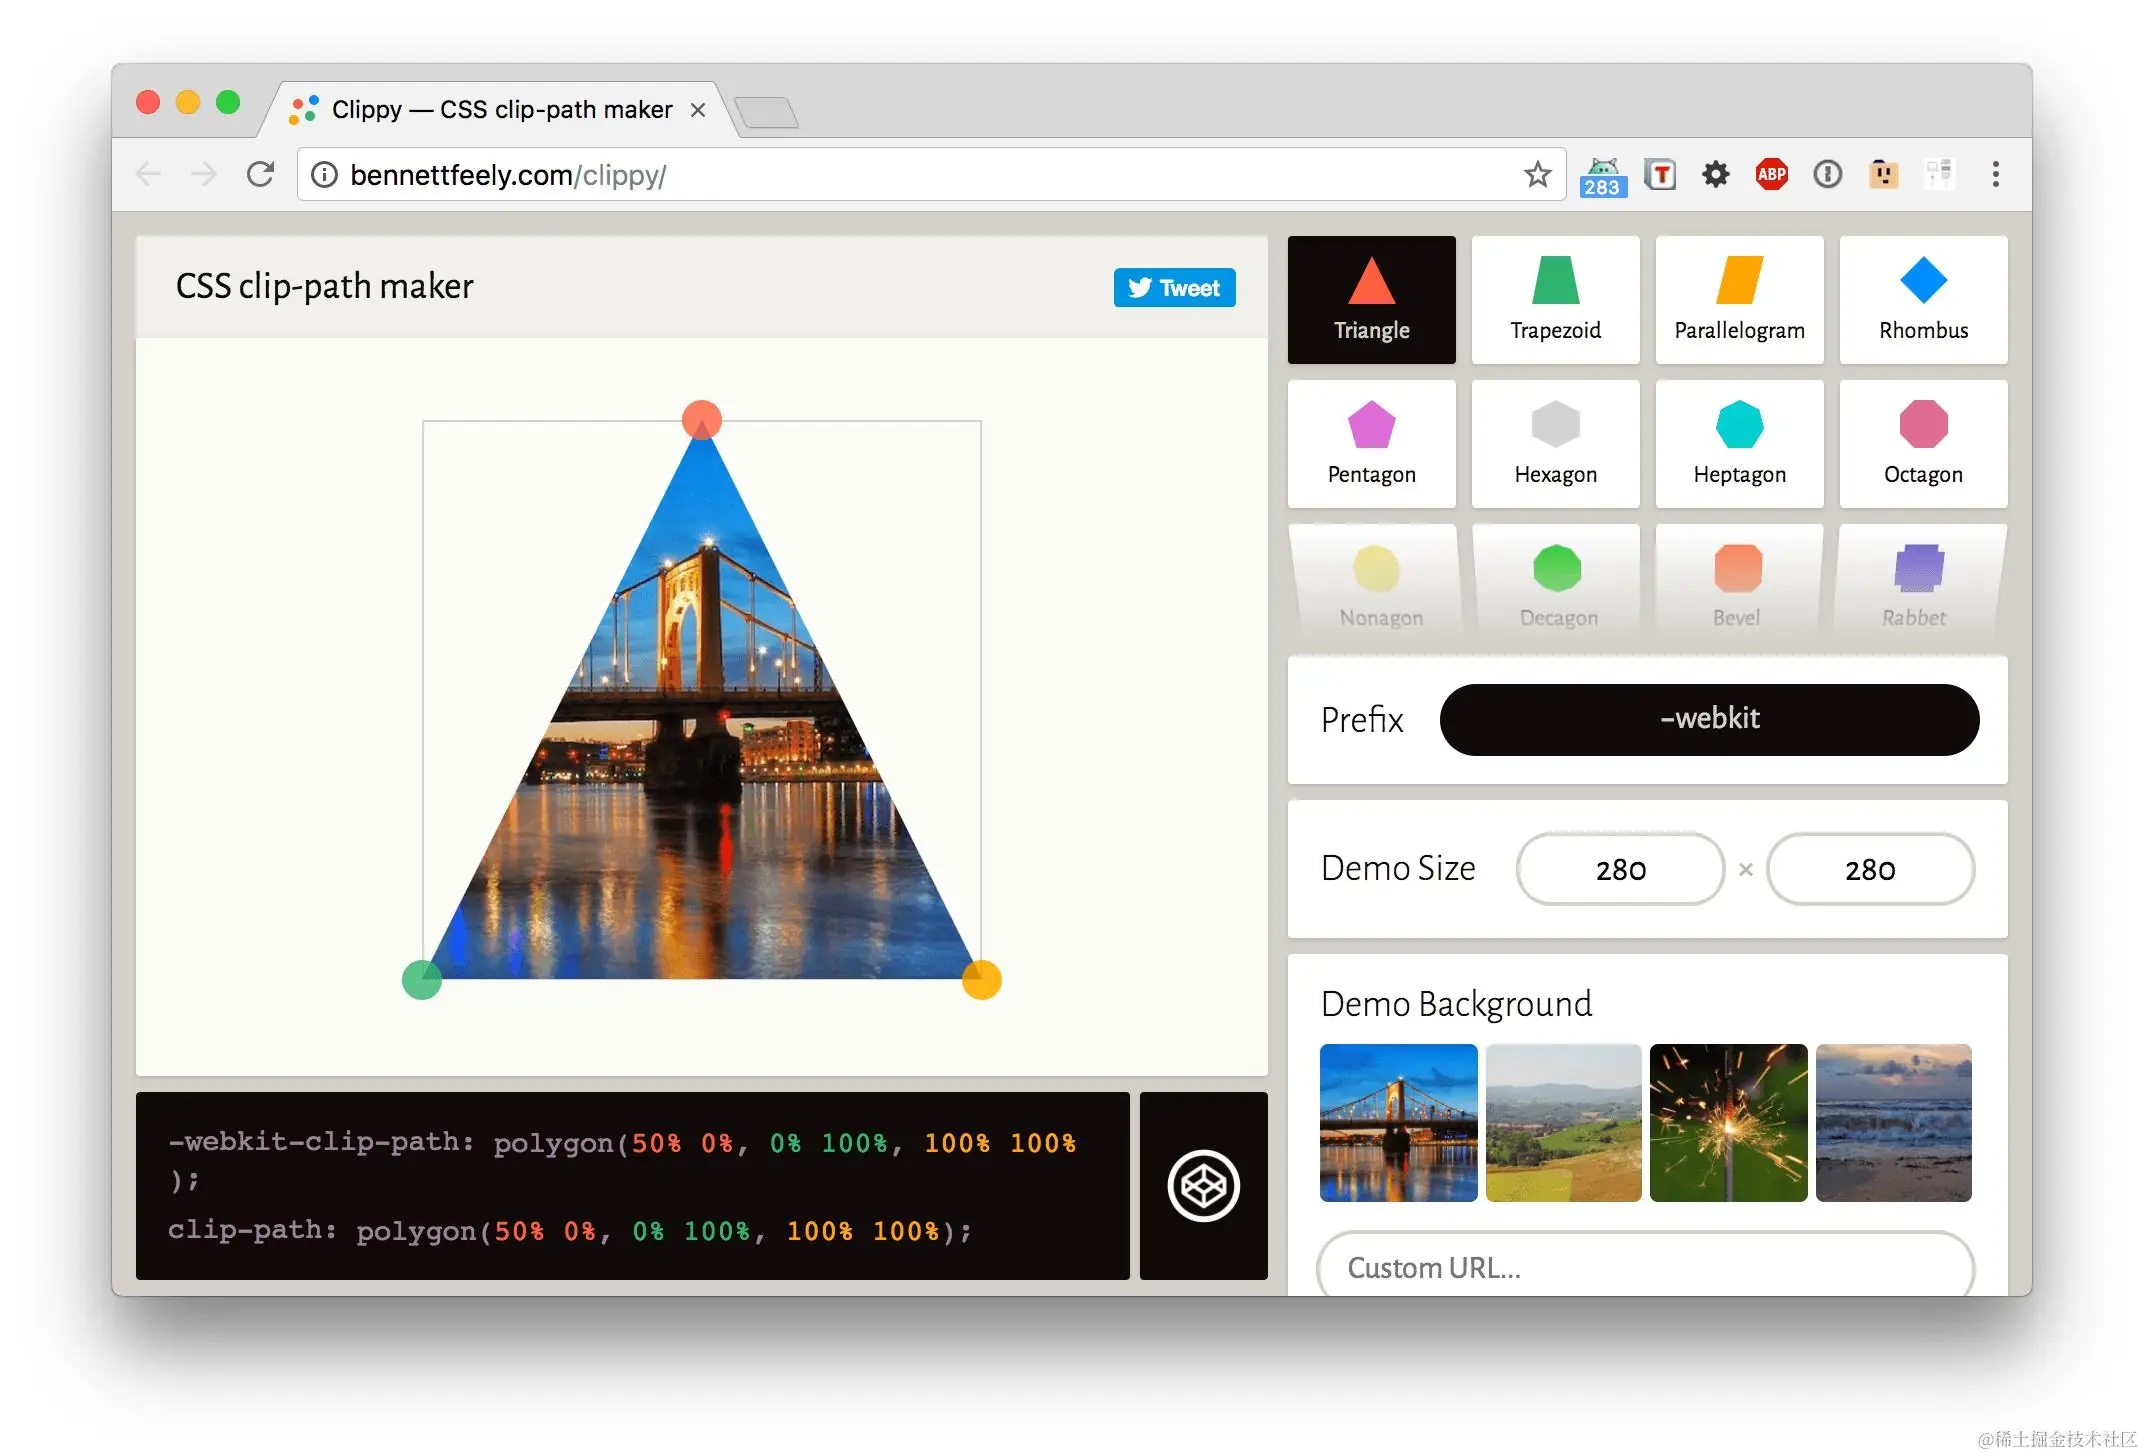 Clippy — CSS clip-path maker
bennettfeely.com/clippy/
283
T
ABP
CSS clip-path maker
Tweet
Triangle
Trapezoid
Parallelogram
Rhombus
Pentagon
Hexagon
Heptagon
Octagon
Nonagon
Decagon
Bevel
Rabbet
Prefix
-webkit
Demo Size
280 × 280
Demo Background
Custom URL...
-webkit-clip-path: polygon(50% 0%, 0% 100%, 100% 100%
);
clip-path: polygon(50% 0%, 0% 100%, 100% 100%);
@稀土掘金技术社区